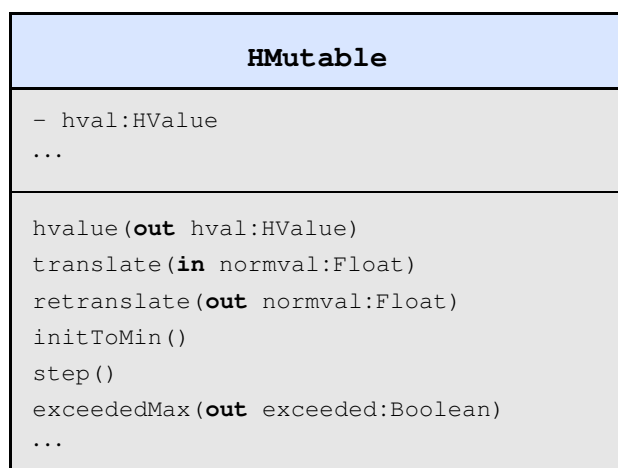 HMutable
- hval:HValue
...
hvalue(out hval:HValue)
translate(in normval:Float)
retranslate(out normval:Float)
initToMin()
step()
exceededMax(out exceeded:Boolean)
...